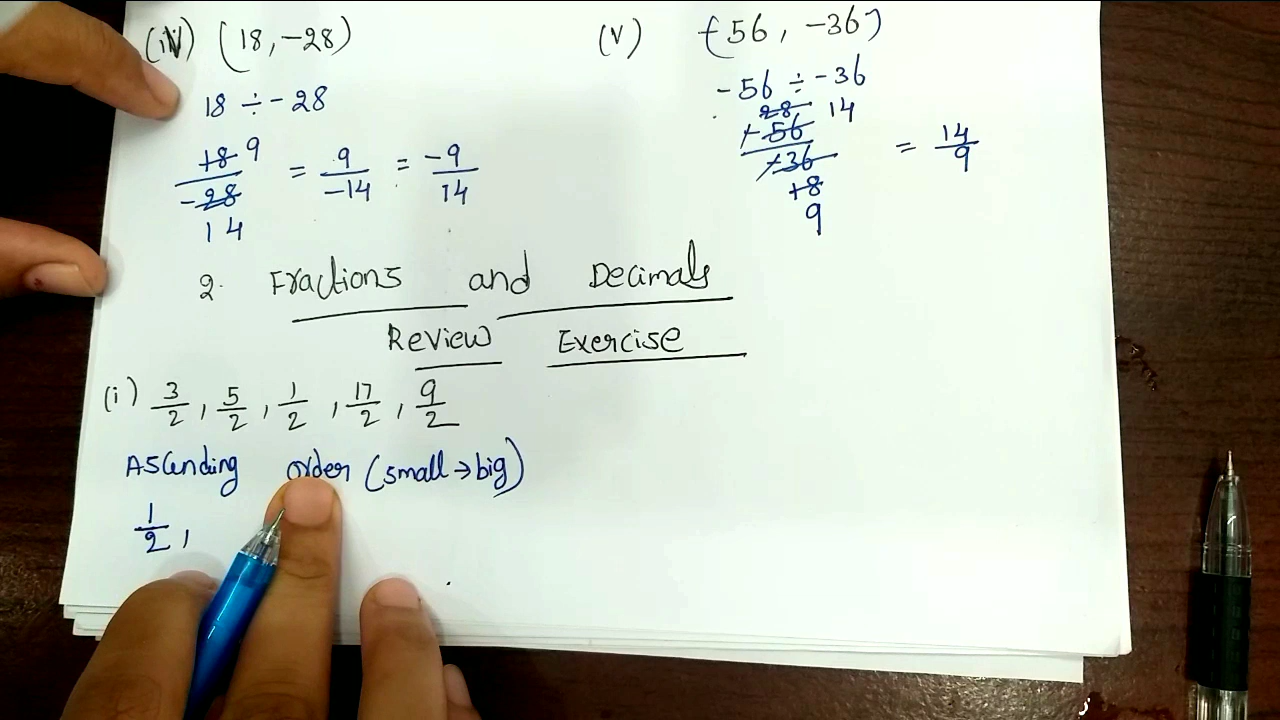 (iv) (18, -28)
18 ÷ -28
18 9
-28
14
= 9/-14 = -9/14
(v) (-56, -36)
-56 ÷ -36
28 14
-56
-36
18
9
= 14/9
2. Fractions and Decimals
Review Exercise
(i) 3/2, 5/2, 1/2, 17/2, 9/2
Ascending order (small → big)
1/2,